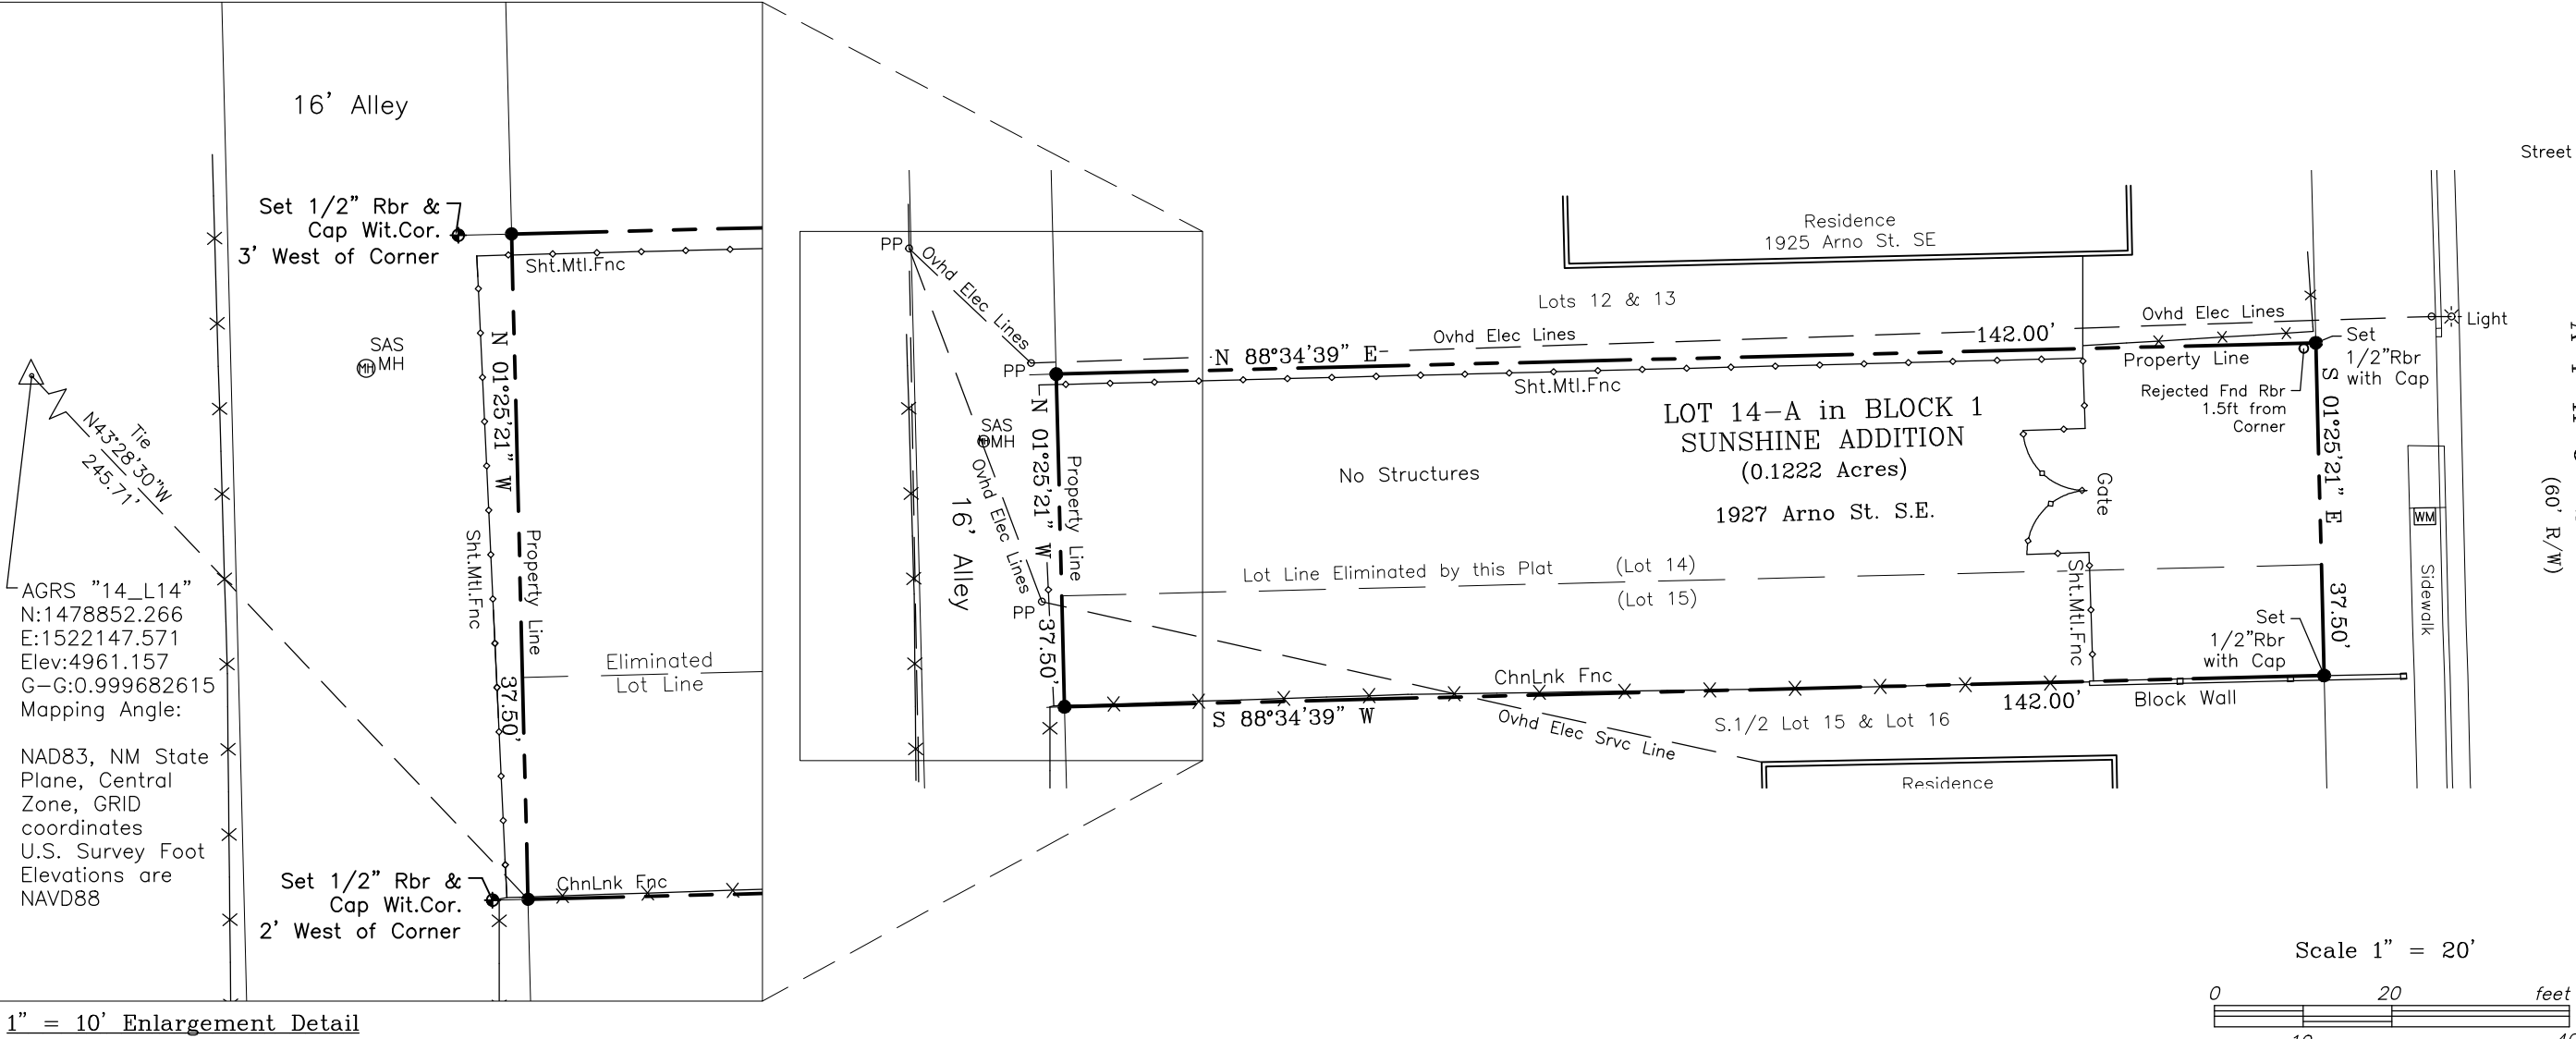 16' Alley
Set 1/2" Rbr &
Cap Wit.Cor.
3' West of Corner
Sht.Mtl.Fnc
SAS
MH
MH
N 01°25'21" W
37.50'
Sht.Mtl.Fnc
Property Line
Tie
N43°28'30"W
245.71'
AGRS "14_L14"
N:1478852.266
E:1522147.571
Elev:4961.157
G-G:0.999682615
Mapping Angle:
NAD83, NM State
Plane, Central
Zone, GRID
coordinates
U.S. Survey Foot
Elevations are
NAVD88
Eliminated
Lot Line
Set 1/2" Rbr &
Cap Wit.Cor.
2' West of Corner
ChnLnk Fnc
1" = 10' Enlargement Detail
PP
Ovhd Elec Lines
PP
SAS
MH
Ovhd Elec Lines
16' Alley
PP
N 01°25'21" W
37.50'
Property Line
Residence
1925 Arno St. SE
Lots 12 & 13
Ovhd Elec Lines
N 88°34'39" E
142.00'
Sht.Mtl.Fnc
Ovhd Elec Lines
Property Line
Light
Set
1/2"Rbr
with Cap
Rejected Fnd Rbr
1.5ft from
Corner
LOT 14-A in BLOCK 1
SUNSHINE ADDITION
(0.1222 Acres)
1927 Arno St. S.E.
No Structures
Gate
S 01°25'21" E
37.50'
Lot Line Eliminated by this Plat
(Lot 14)
(Lot 15)
Sht.Mtl.Fnc
Set
1/2"Rbr
with Cap
ChnLnk Fnc
S 88°34'39" W
142.00'
Block Wall
Ovhd Elec Srvc Line
S.1/2 Lot 15 & Lot 16
Residence
WM
Sidewalk
Street
(60' R/W)
Scale 1" = 20'
0 20 feet